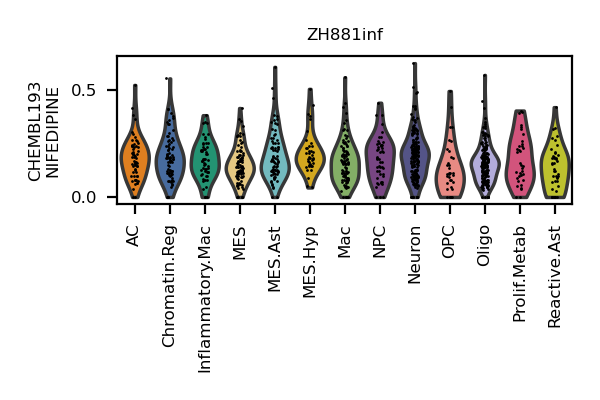 ZH881inf
CHEMBL193
NIFEDIPINE
0.5
0.0
AC
Chromatin.Reg
Inflammatory.Mac
MES
MES.Ast
MES.Hyp
Mac
NPC
Neuron
OPC
Oligo
Prolif.Metab
Reactive.Ast